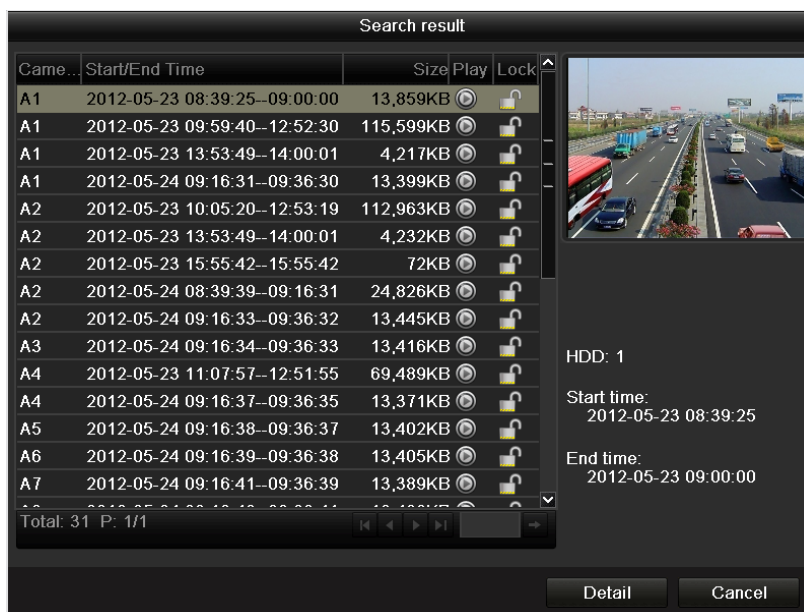 Search result
Came... Start/End Time Size Play Lock
A1 2012-05-23 08:39:25--09:00:00 13,859KB
A1 2012-05-23 09:59:40--12:52:30 115,599KB
A1 2012-05-23 13:53:49--14:00:01 4,217KB
A1 2012-05-24 09:16:31--09:36:30 13,399KB
A2 2012-05-23 10:05:20--12:53:19 112,963KB
A2 2012-05-23 13:53:49--14:00:01 4,232KB
A2 2012-05-23 15:55:42--15:55:42 72KB
A2 2012-05-24 08:39:39--09:16:31 24,826KB
A2 2012-05-24 09:16:33--09:36:32 13,445KB
A3 2012-05-24 09:16:34--09:36:33 13,416KB
A4 2012-05-23 11:07:57--12:51:55 69,489KB
A4 2012-05-24 09:16:37--09:36:35 13,371KB
A5 2012-05-24 09:16:38--09:36:37 13,402KB
A6 2012-05-24 09:16:39--09:36:38 13,405KB
A7 2012-05-24 09:16:41--09:36:39 13,389KB
Total: 31 P: 1/1
HDD: 1
Start time:
2012-05-23 08:39:25
End time:
2012-05-23 09:00:00
Detail Cancel